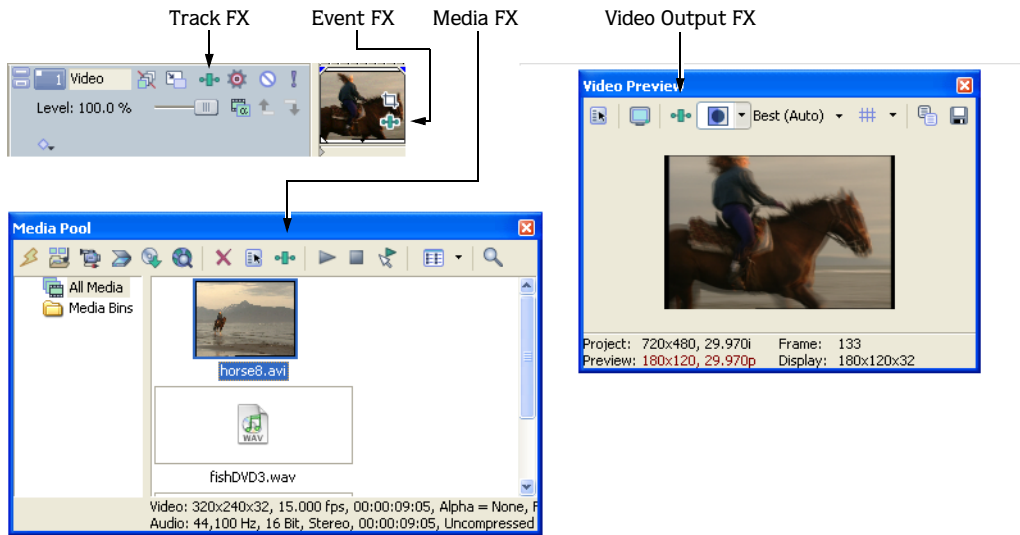 Track FX
Event FX
Media FX
Video Output FX
1 Video
Level: 100.0 %
Video Preview
Best (Auto)
Project: 720x480, 29.970i Frame: 133
Preview: 180x120, 29.970p Display: 180x120x32
Media Pool
All Media
Media Bins
horse8.avi
WAV
fishDVD3.wav
Video: 320x240x32, 15.000 fps, 00:00:09:05, Alpha = None, F
Audio: 44,100 Hz, 16 Bit, Stereo, 00:00:09:05, Uncompressed